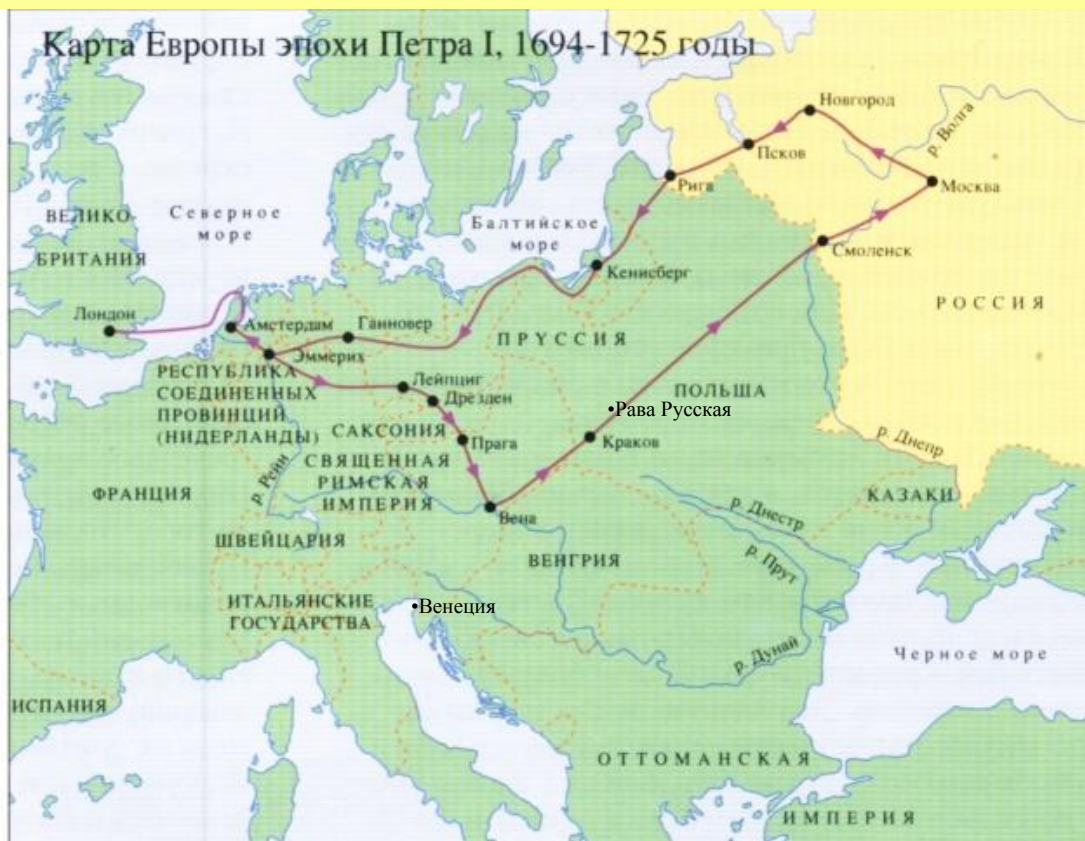 Карта Европы эпохи Петра I, 1694-1725 годы
Новгород
р. Волга
Псков
Рига
Москва
ВЕЛИКО-
БРИТАНИЯ
Северное
море
Балтийское
море
Смоленск
Кенисберг
РОССИЯ
Лондон
Амстердам
Ганновер
ПРУССИЯ
Эммерих
РЕСПУБЛИКА
СОЕДИНЕННЫХ
ПРОВИНЦИЙ
(НИДЕРЛАНДЫ)
Лейпциг
Дрезден
ПОЛЬША
•Рава Русская
САКСОНИЯ
Прага
Краков
р. Днепр
СВЯЩЕННАЯ
РИМСКАЯ
ИМПЕРИЯ
р. Рейн
ФРАНЦИЯ
КАЗАКИ
Вена
р. Днестр
ШВЕЙЦАРИЯ
ВЕНГРИЯ
р. Прут
ИТАЛЬЯНСКИЕ
ГОСУДАРСТВА
•Венеция
р. Дунай
Черное море
ИСПАНИЯ
ОТТОМАНСКАЯ
ИМПЕРИЯ